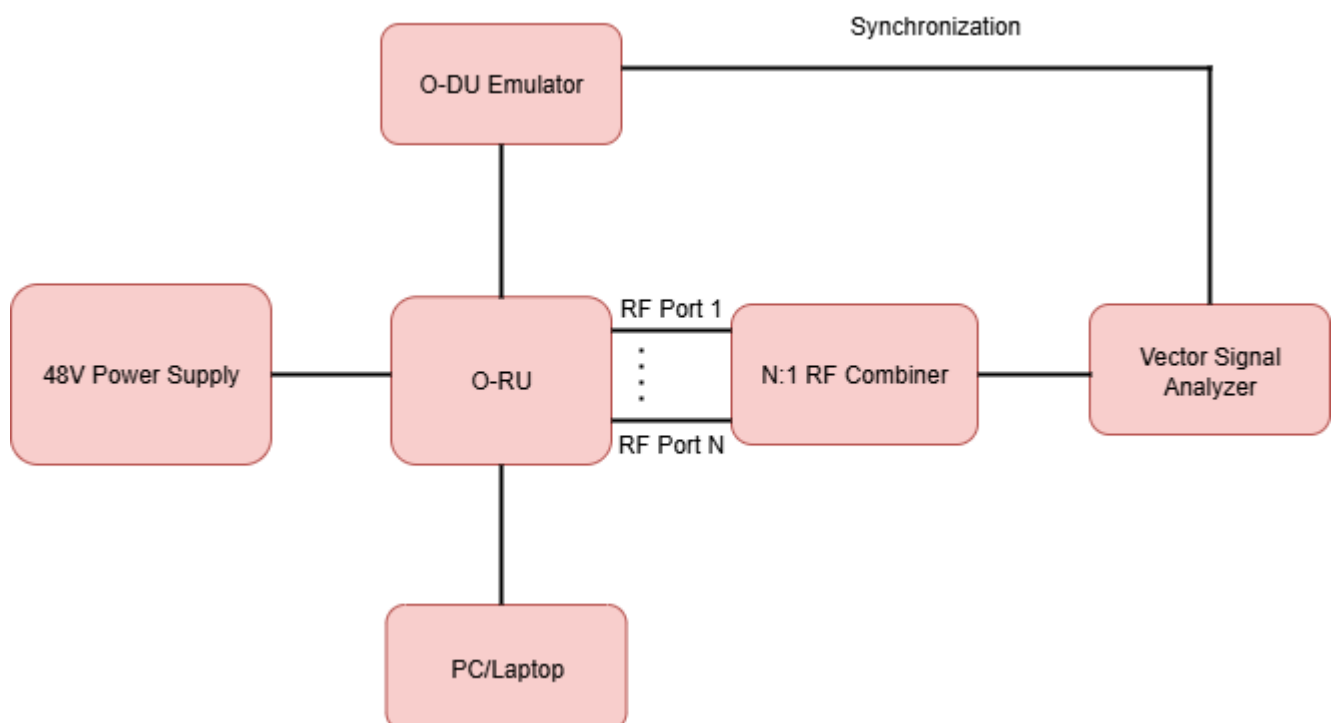 Synchronization
O-DU Emulator
RF Port 1
48V Power Supply
O-RU
N:1 RF Combiner
Vector Signal
Analyzer
RF Port N
PC/Laptop